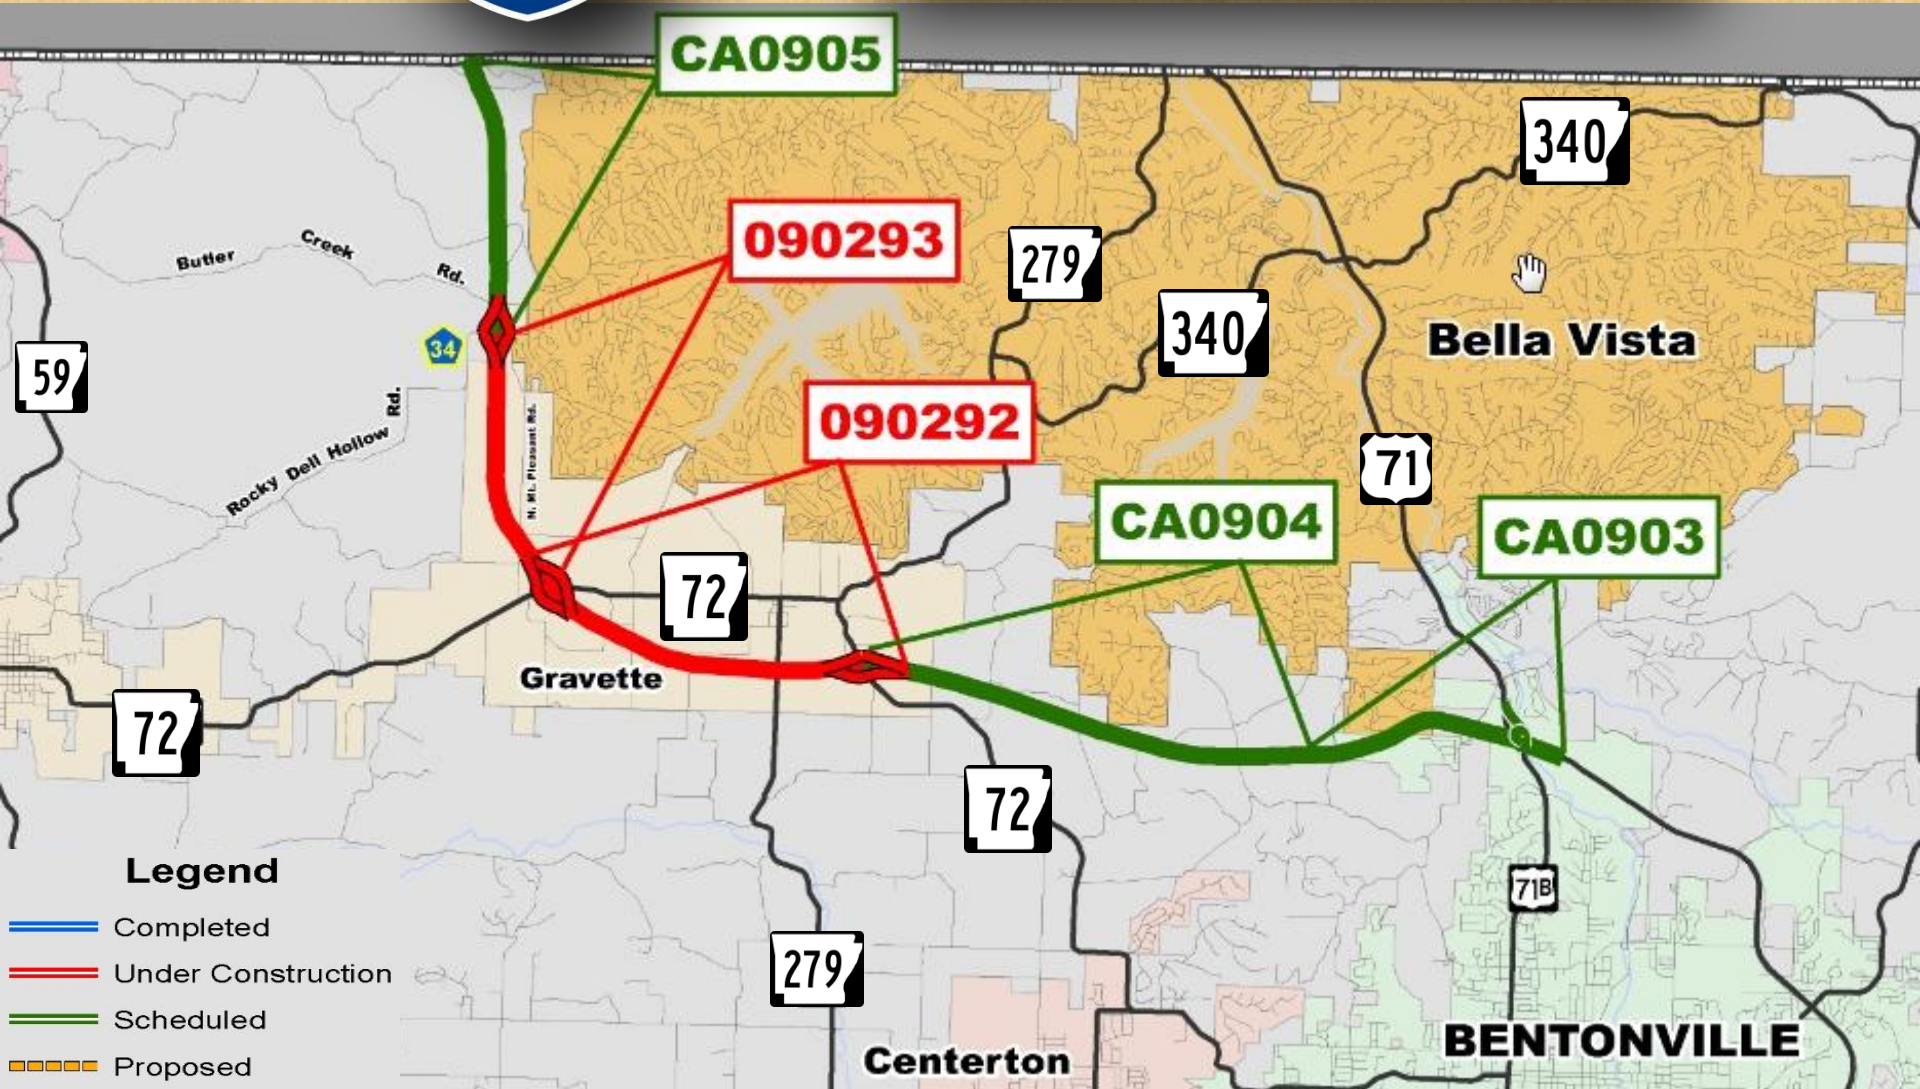 CA0905
340
090293
279
Butler Creek Rd.
340
34
Bella Vista
59
090292
Rocky Dell Hollow Rd.
N. Mt. Pleasant Rd.
71
CA0904
CA0903
72
Gravette
72
72
71B
279
Legend
Completed
Under Construction
Scheduled
Proposed
BENTONVILLE
Centerton